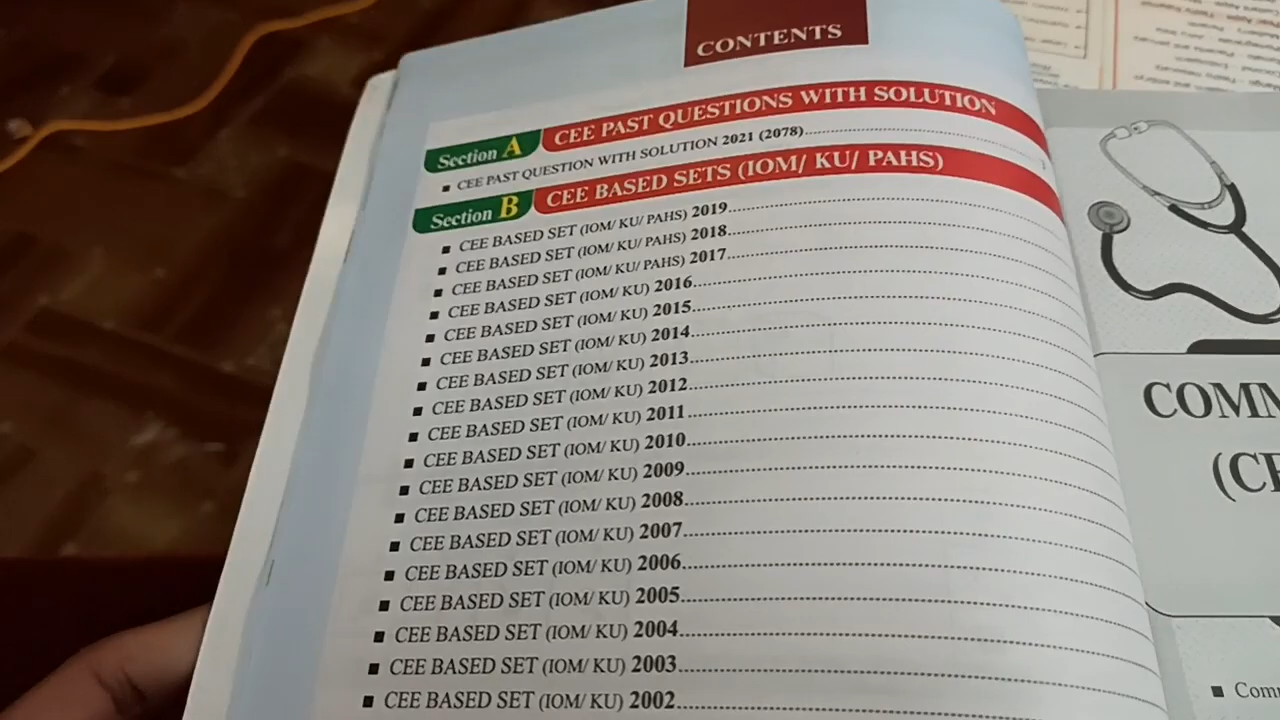 CONTENTS
Section A CEE PAST QUESTIONS WITH SOLUTION
▪ CEE PAST QUESTION WITH SOLUTION 2021 (2078)
Section B CEE BASED SETS (IOM/ KU/ PAHS)
▪ CEE BASED SET (IOM/ KU/ PAHS) 2019
▪ CEE BASED SET (IOM/ KU/ PAHS) 2018
▪ CEE BASED SET (IOM/ KU/ PAHS) 2017
▪ CEE BASED SET (IOM/ KU) 2016
▪ CEE BASED SET (IOM/ KU) 2015
▪ CEE BASED SET (IOM/ KU) 2014
▪ CEE BASED SET (IOM/ KU) 2013
▪ CEE BASED SET (IOM/ KU) 2012
▪ CEE BASED SET (IOM/ KU) 2011
▪ CEE BASED SET (IOM/ KU) 2010
▪ CEE BASED SET (IOM/ KU) 2009
▪ CEE BASED SET (IOM/ KU) 2008
▪ CEE BASED SET (IOM/ KU) 2007
▪ CEE BASED SET (IOM/ KU) 2006
▪ CEE BASED SET (IOM/ KU) 2005
▪ CEE BASED SET (IOM/ KU) 2004
▪ CEE BASED SET (IOM/ KU) 2003
▪ CEE BASED SET (IOM/ KU) 2002